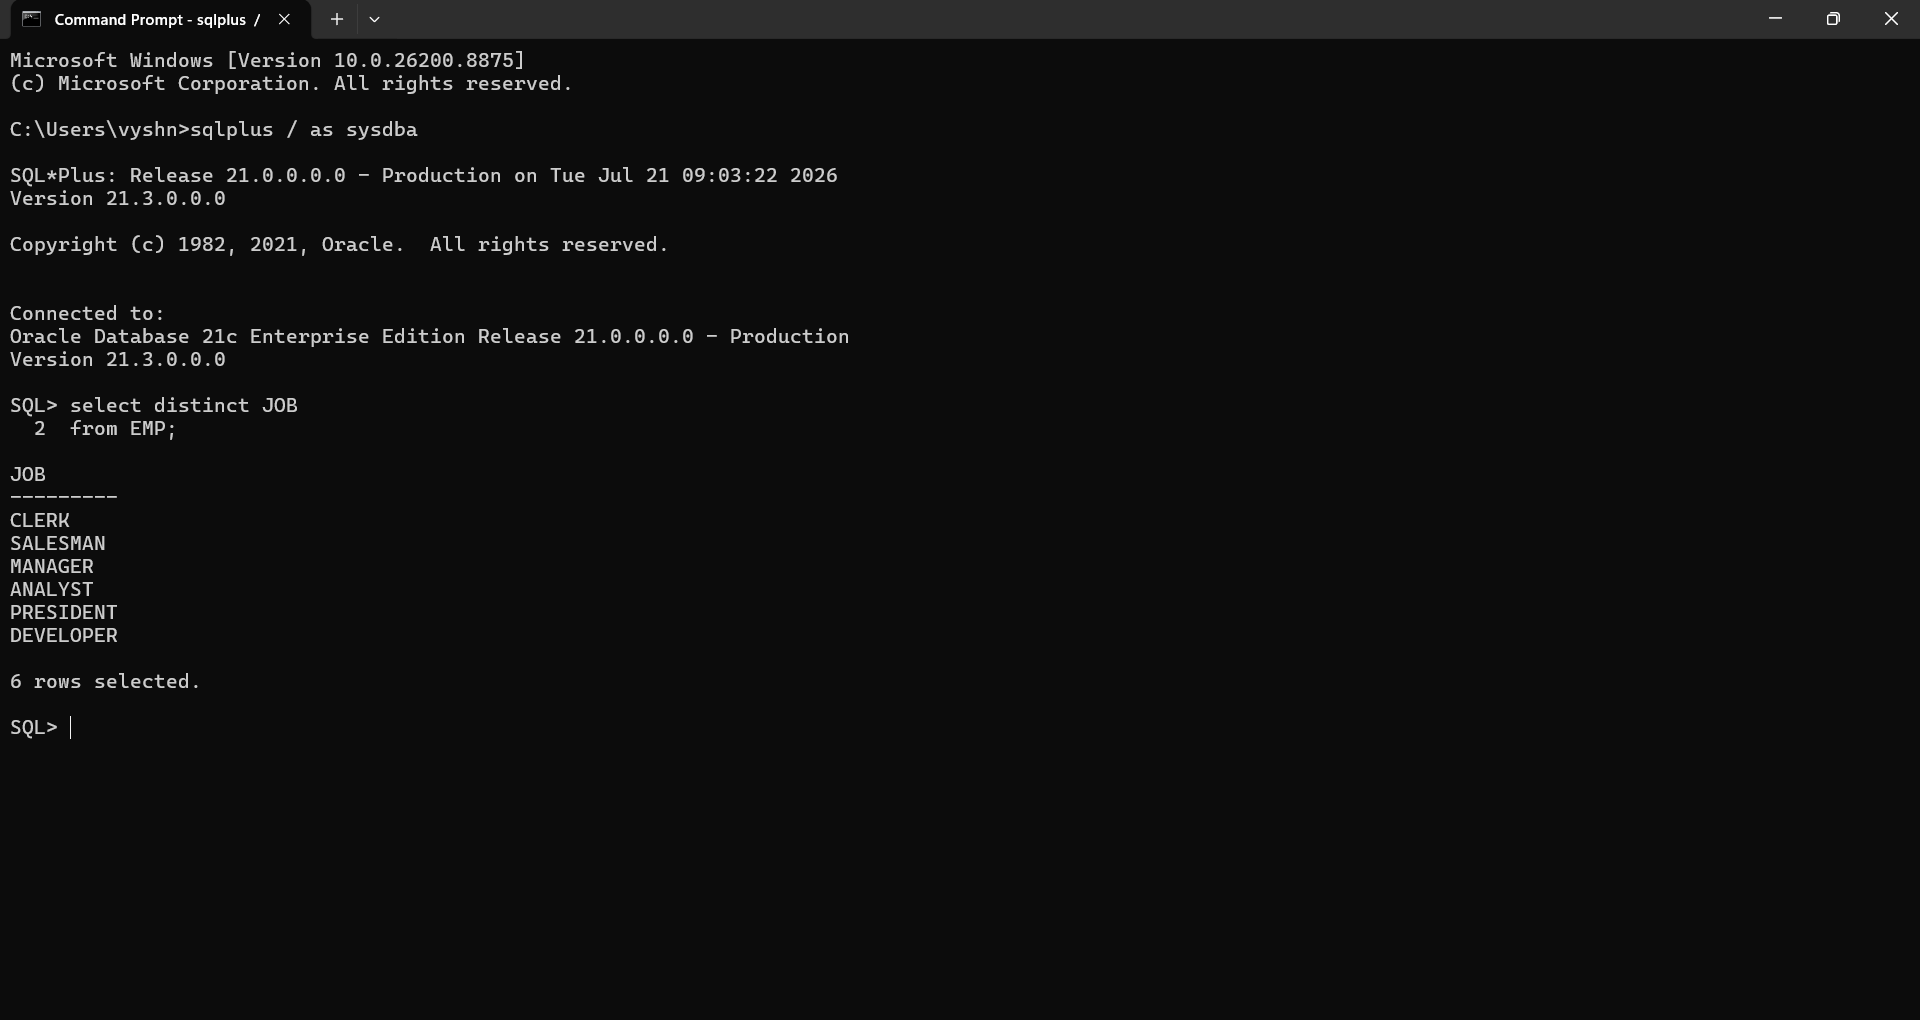 Command Prompt - sqlplus /
Microsoft Windows [Version 10.0.26200.8875]
(c) Microsoft Corporation. All rights reserved.
C:\Users\vyshn>sqlplus / as sysdba
SQL*Plus: Release 21.0.0.0.0 - Production on Tue Jul 21 09:03:22 2026
Version 21.3.0.0.0
Copyright (c) 1982, 2021, Oracle.  All rights reserved.
Connected to:
Oracle Database 21c Enterprise Edition Release 21.0.0.0.0 - Production
Version 21.3.0.0.0
SQL> select distinct JOB
  2  from EMP;
JOB
---------
CLERK
SALESMAN
MANAGER
ANALYST
PRESIDENT
DEVELOPER
6 rows selected.
SQL>